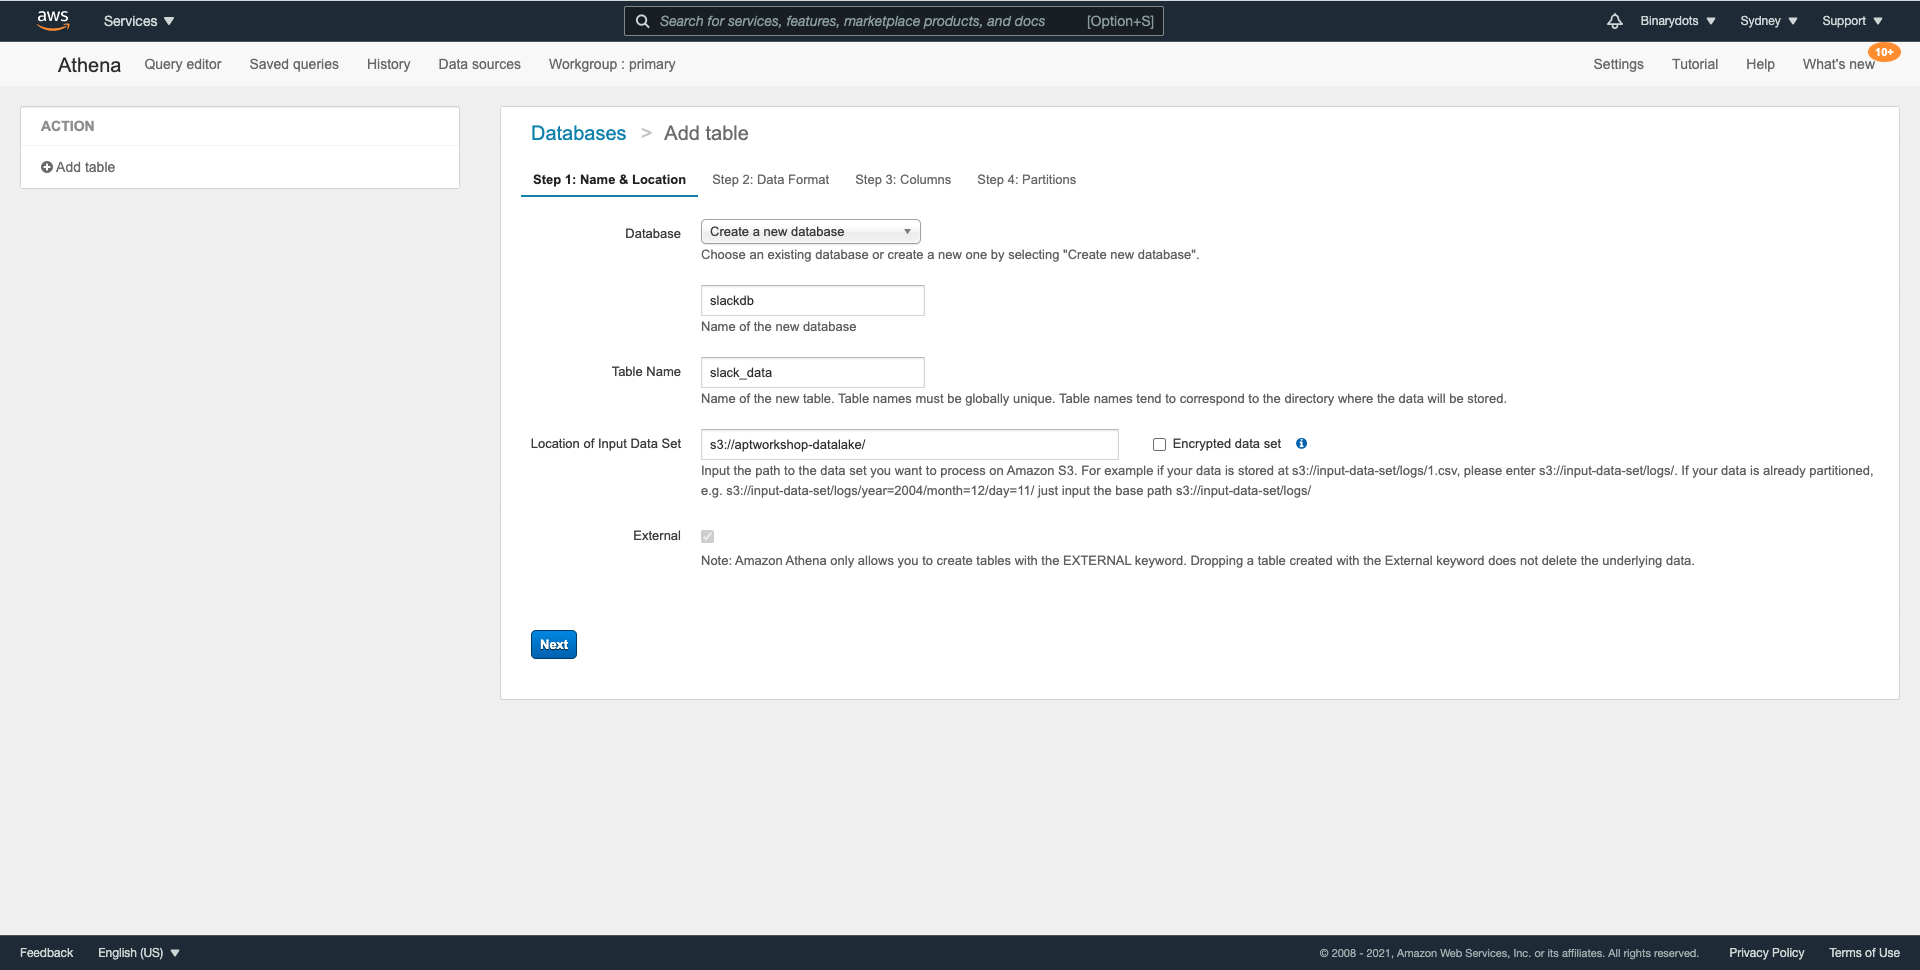 aws Services Search for services, features, marketplace products, and docs [Option+S] Binarydots Sydney Support
Athena Query editor Saved queries History Data sources Workgroup : primary Settings Tutorial Help What's new 10+
ACTION
Add table
Databases > Add table
Step 1: Name & Location Step 2: Data Format Step 3: Columns Step 4: Partitions
Database Create a new database
Choose an existing database or create a new one by selecting "Create new database".
slackdb
Name of the new database
Table Name slack_data
Name of the new table. Table names must be globally unique. Table names tend to correspond to the directory where the data will be stored.
Location of Input Data Set s3://aptworkshop-datalake/ Encrypted data set
Input the path to the data set you want to process on Amazon S3. For example if your data is stored at s3://input-data-set/logs/1.csv, please enter s3://input-data-set/logs/. If your data is already partitioned,
e.g. s3://input-data-set/logs/year=2004/month=12/day=11/ just input the base path s3://input-data-set/logs/
External
Note: Amazon Athena only allows you to create tables with the EXTERNAL keyword. Dropping a table created with the External keyword does not delete the underlying data.
Next
Feedback English (US) © 2008 - 2021, Amazon Web Services, Inc. or its affiliates. All rights reserved. Privacy Policy Terms of Use